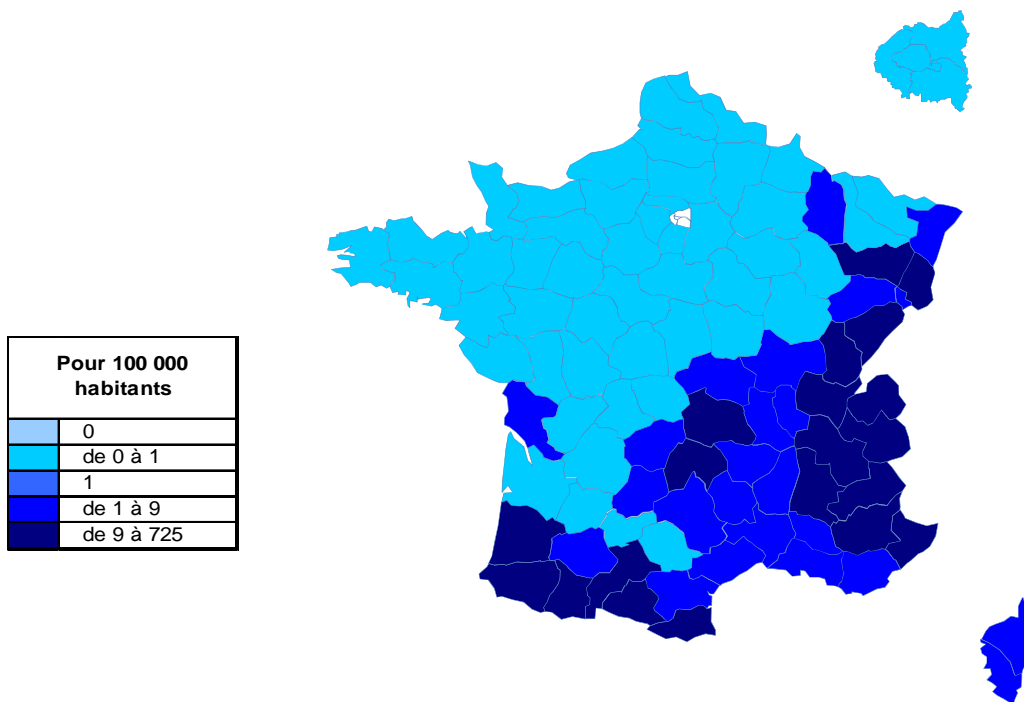 Pour 100 000
habitants
0
de 0 à 1
1
de 1 à 9
de 9 à 725